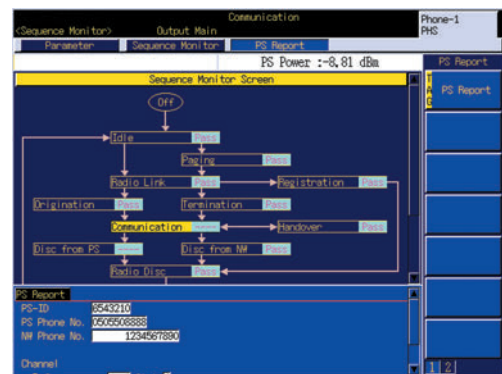 Communication
Phone-1
<Sequence Monitor> Output Main
PHS
Parameter Sequence Monitor PS Report
PS Report
PS Power :-8.81 dBm
Sequence Monitor Screen
TAG
PS Report
Off
Idle Pass
Paging Pass
Radio Link Pass Registration Pass
Origination Pass Termination Pass
Communication ---- Handover Pass
Disc from PS ---- Disc from NW Pass
Radio Disc Pass
PS Report
PS-ID 8543210
PS Phone No. 0505508888
NW Phone No. 1234567890
Channel
1 2